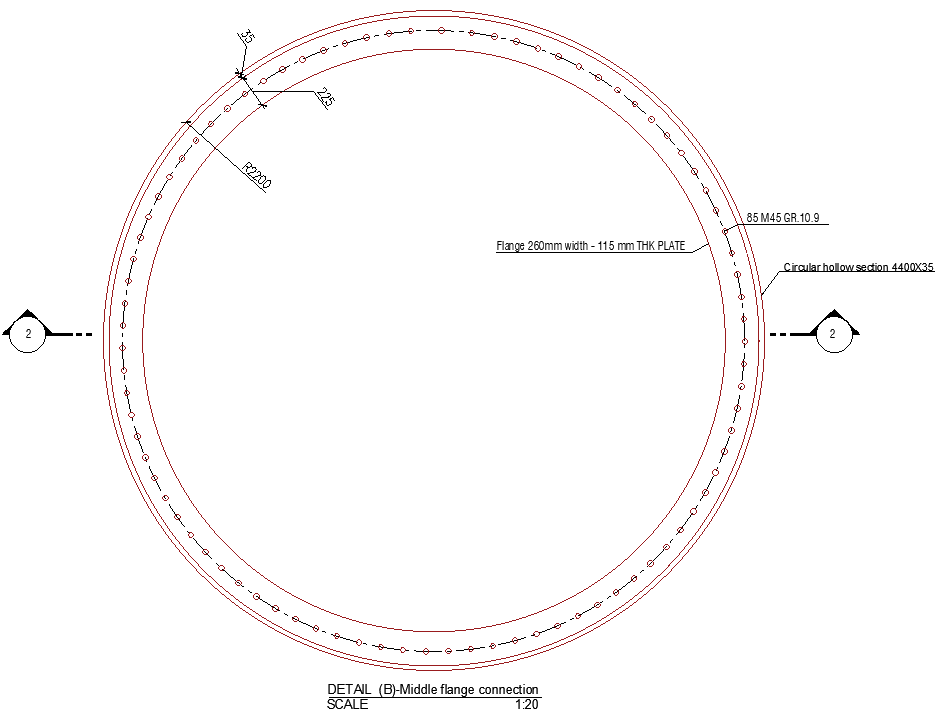 35
225
R2200
85 M45 GR.10.9
Flange 260mm width - 115 mm THK PLATE
Circular hollow section 4400X35
2
2
DETAIL (B)-Middle flange connection
SCALE 1:20